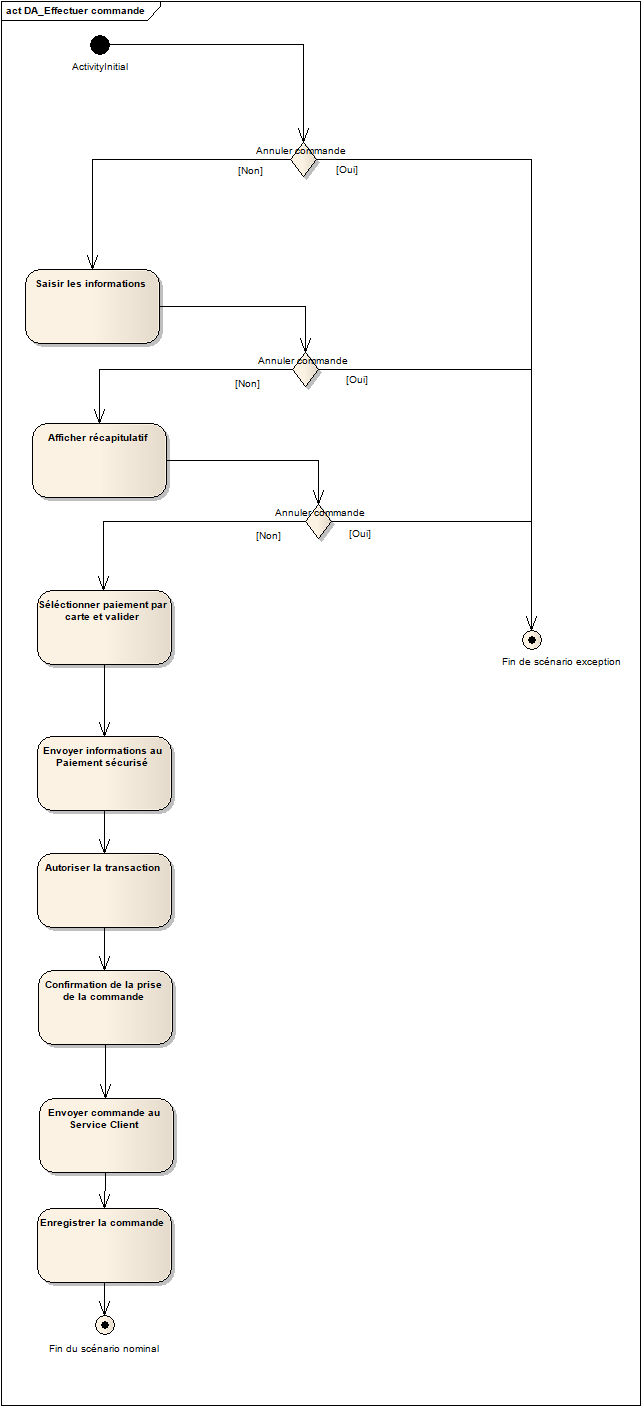 act DA_Effectuer commande
ActivityInitial
Annuler commande
[Non]
[Oui]
Saisir les informations
Annuler commande
[Non]
[Oui]
Afficher récapitulatif
Annuler commande
[Non]
[Oui]
Séléctionner paiement par
carte et valider
Fin de scénario exception
Envoyer informations au
Paiement sécurisé
Autoriser la transaction
Confirmation de la prise
de la commande
Envoyer commande au
Service Client
Enregistrer la commande
Fin du scénario nominal